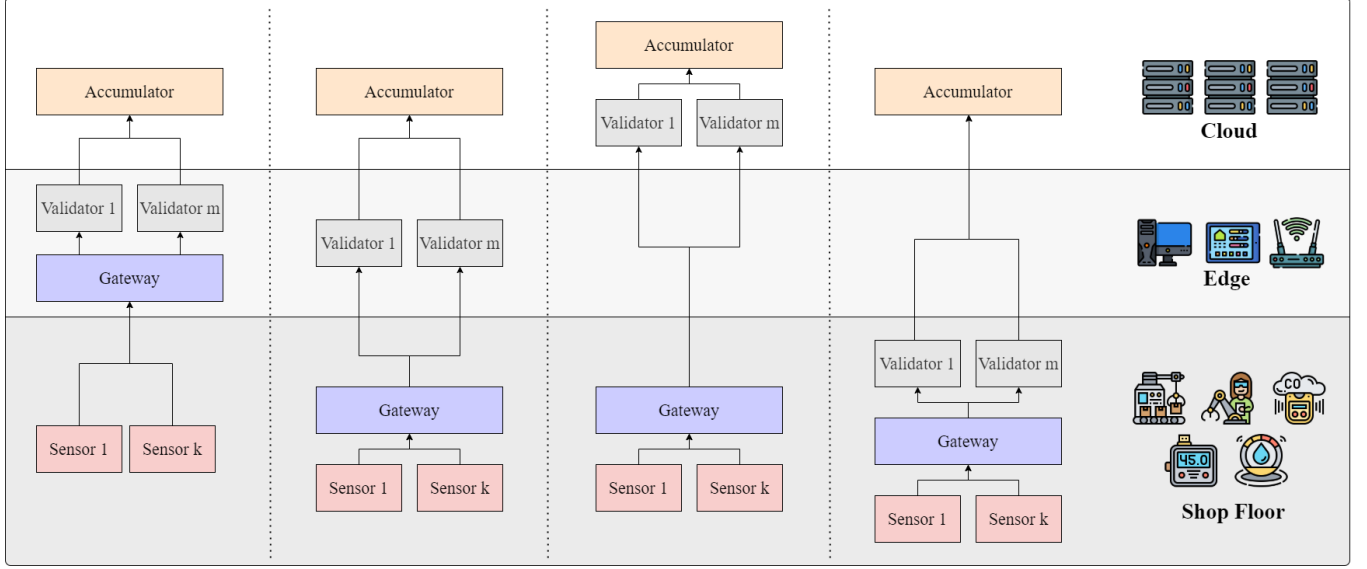 Accumulator
Validator 1
Validator m
Gateway
Sensor 1
Sensor k
Accumulator
Validator 1
Validator m
Gateway
Sensor 1
Sensor k
Accumulator
Validator 1
Validator m
Gateway
Sensor 1
Sensor k
Accumulator
Validator 1
Validator m
Gateway
Sensor 1
Sensor k
Cloud
Edge
CO
45.0
Shop Floor